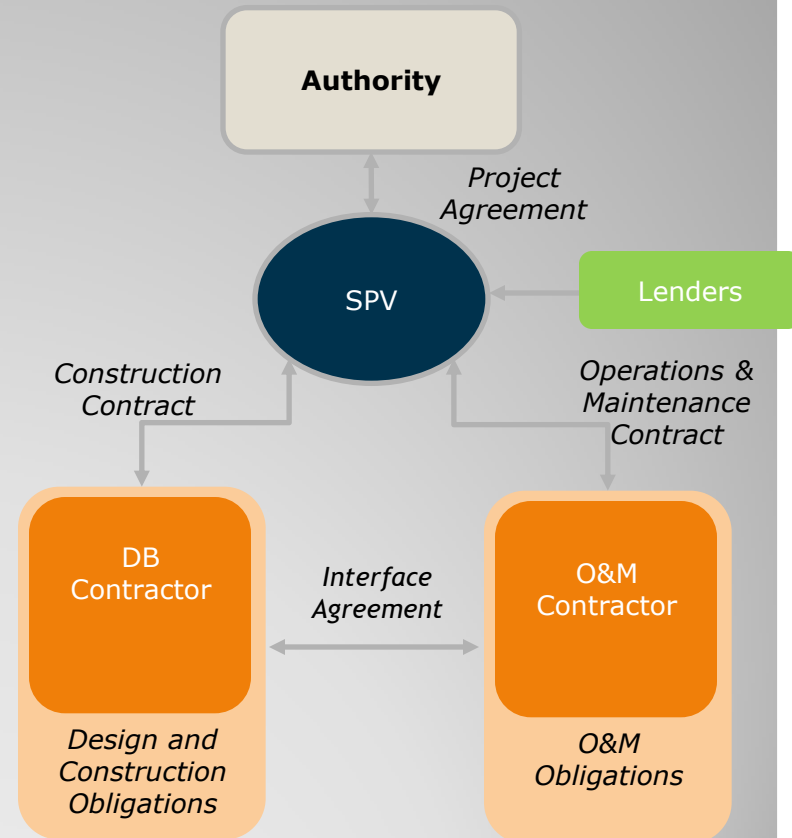 Authority
Project
Agreement
SPV
Lenders
Construction
Contract
Operations &
Maintenance
Contract
DB
Contractor
Interface
Agreement
O&M
Contractor
Design and
Construction
Obligations
O&M
Obligations